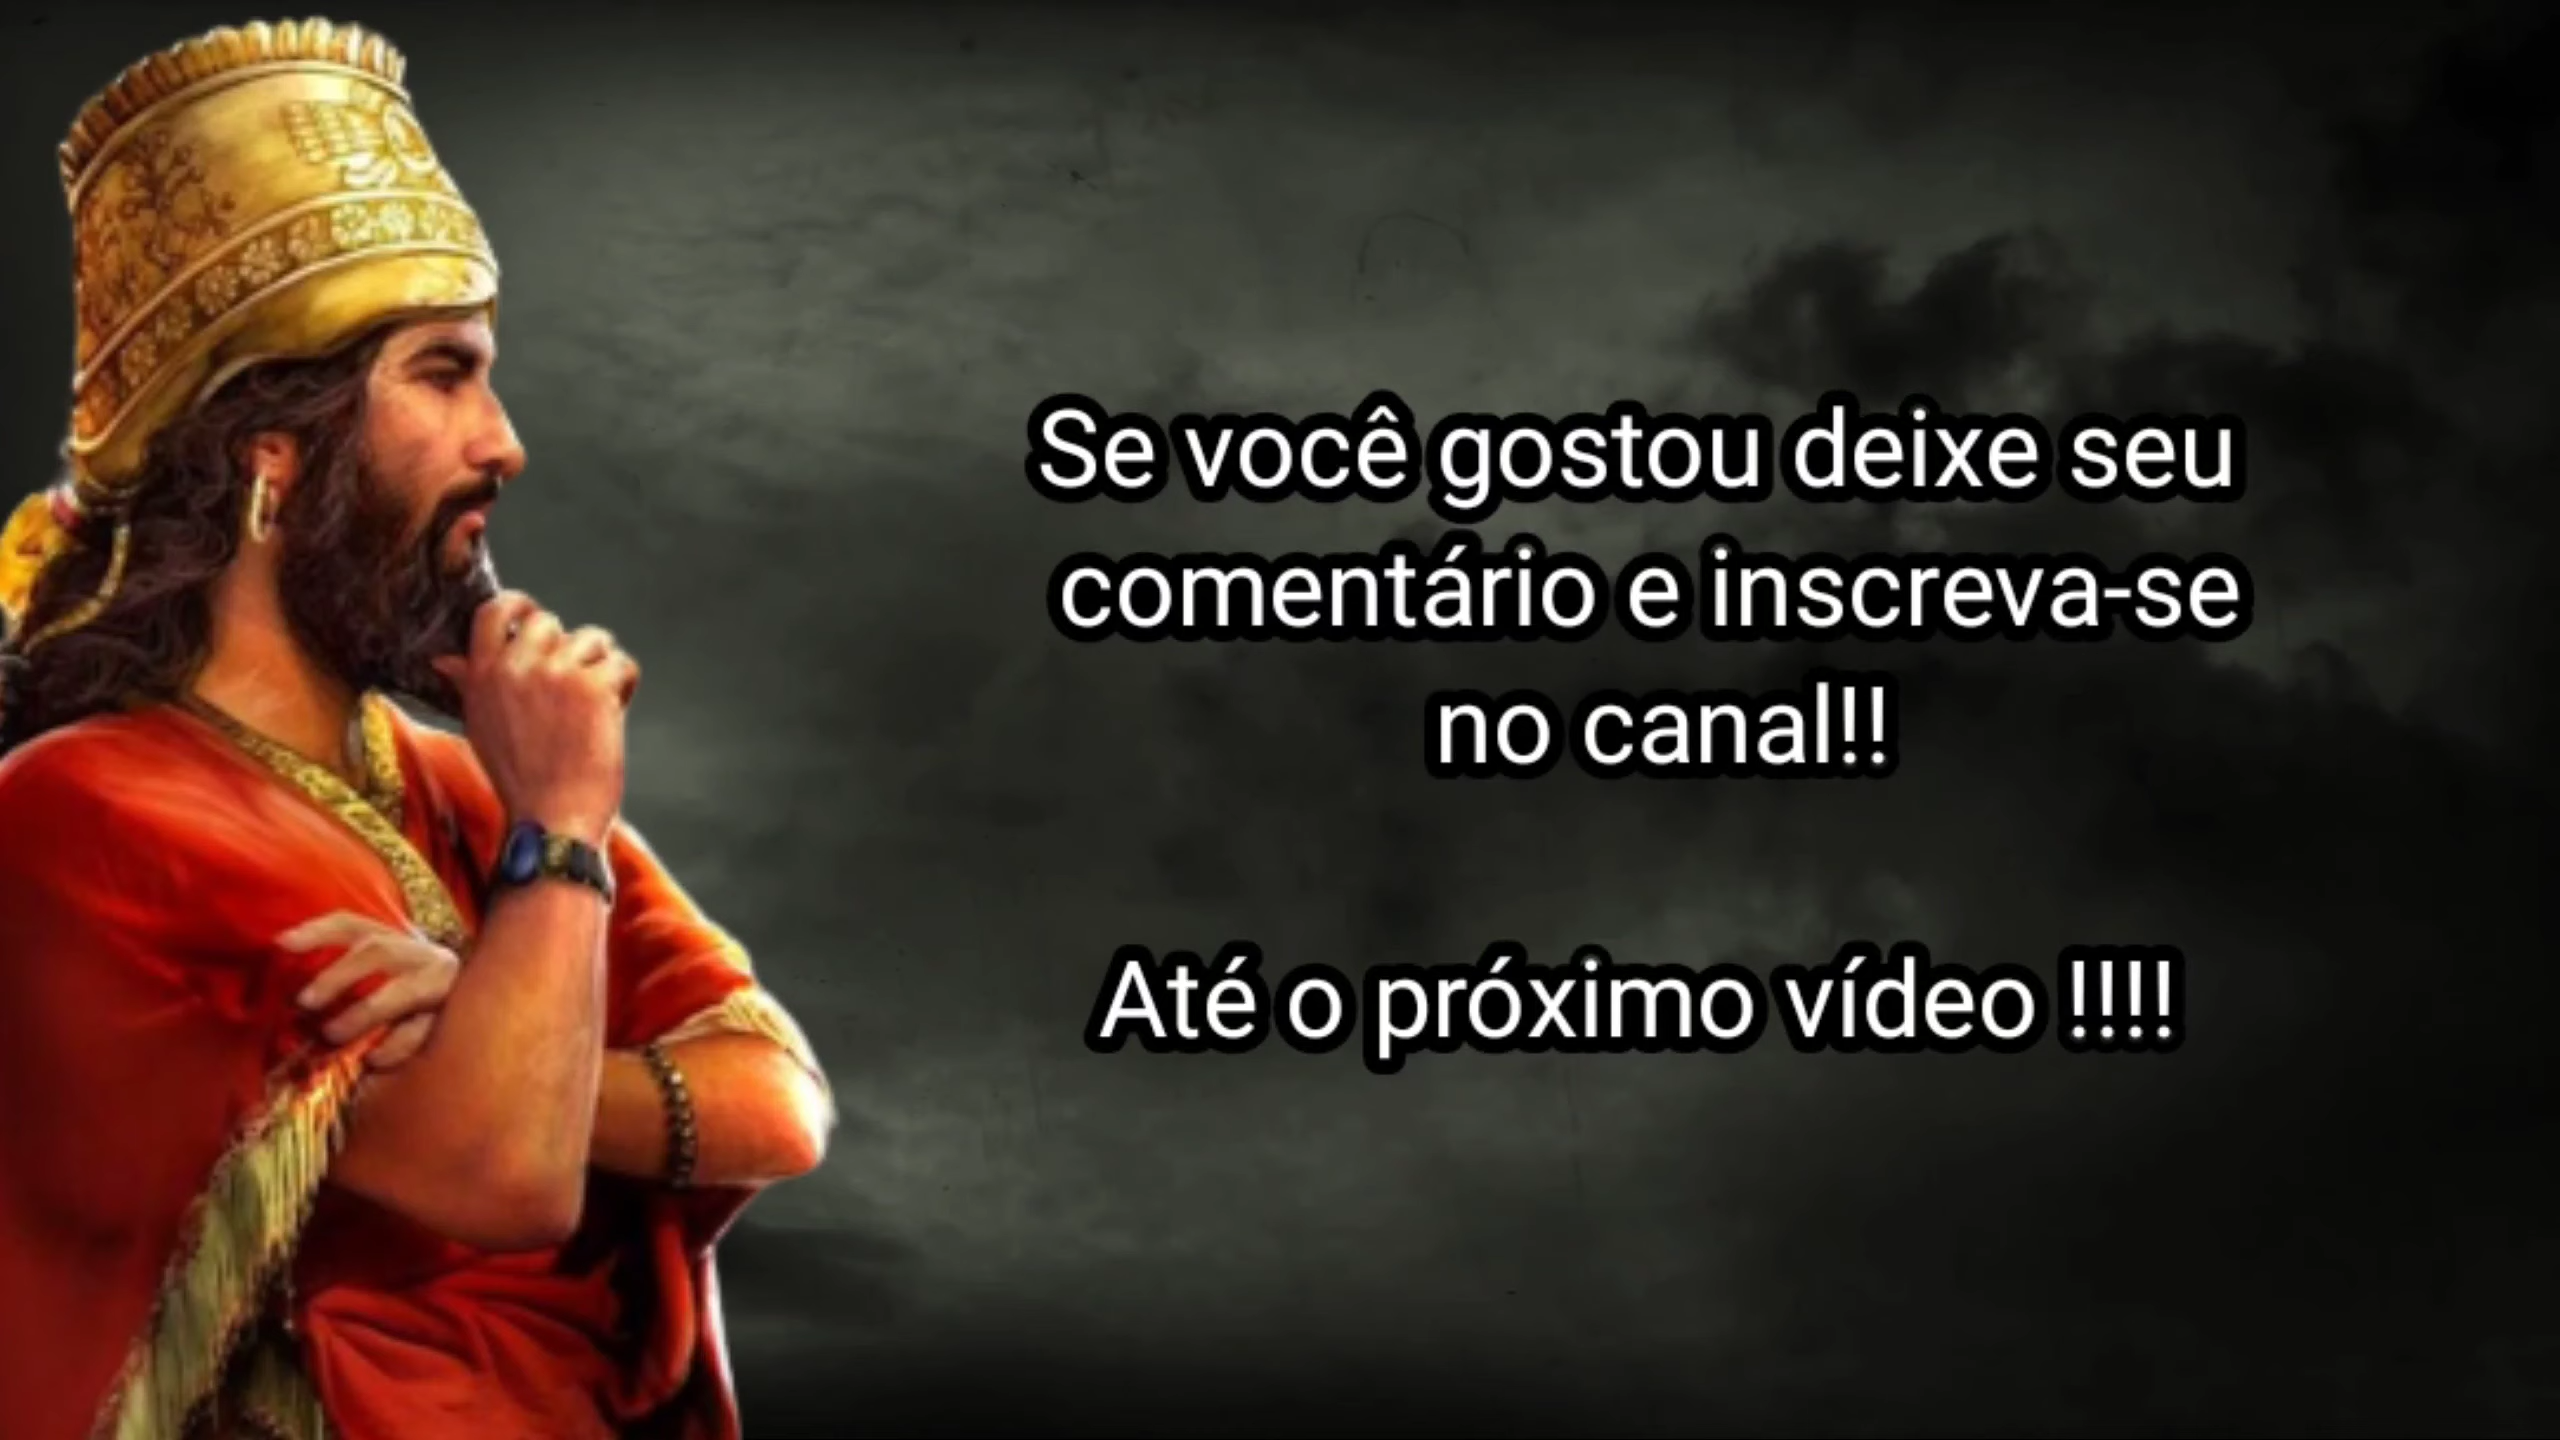 Se você gostou deixe seu
comentário e inscreva-se
no canal!!
Até o próximo vídeo !!!!